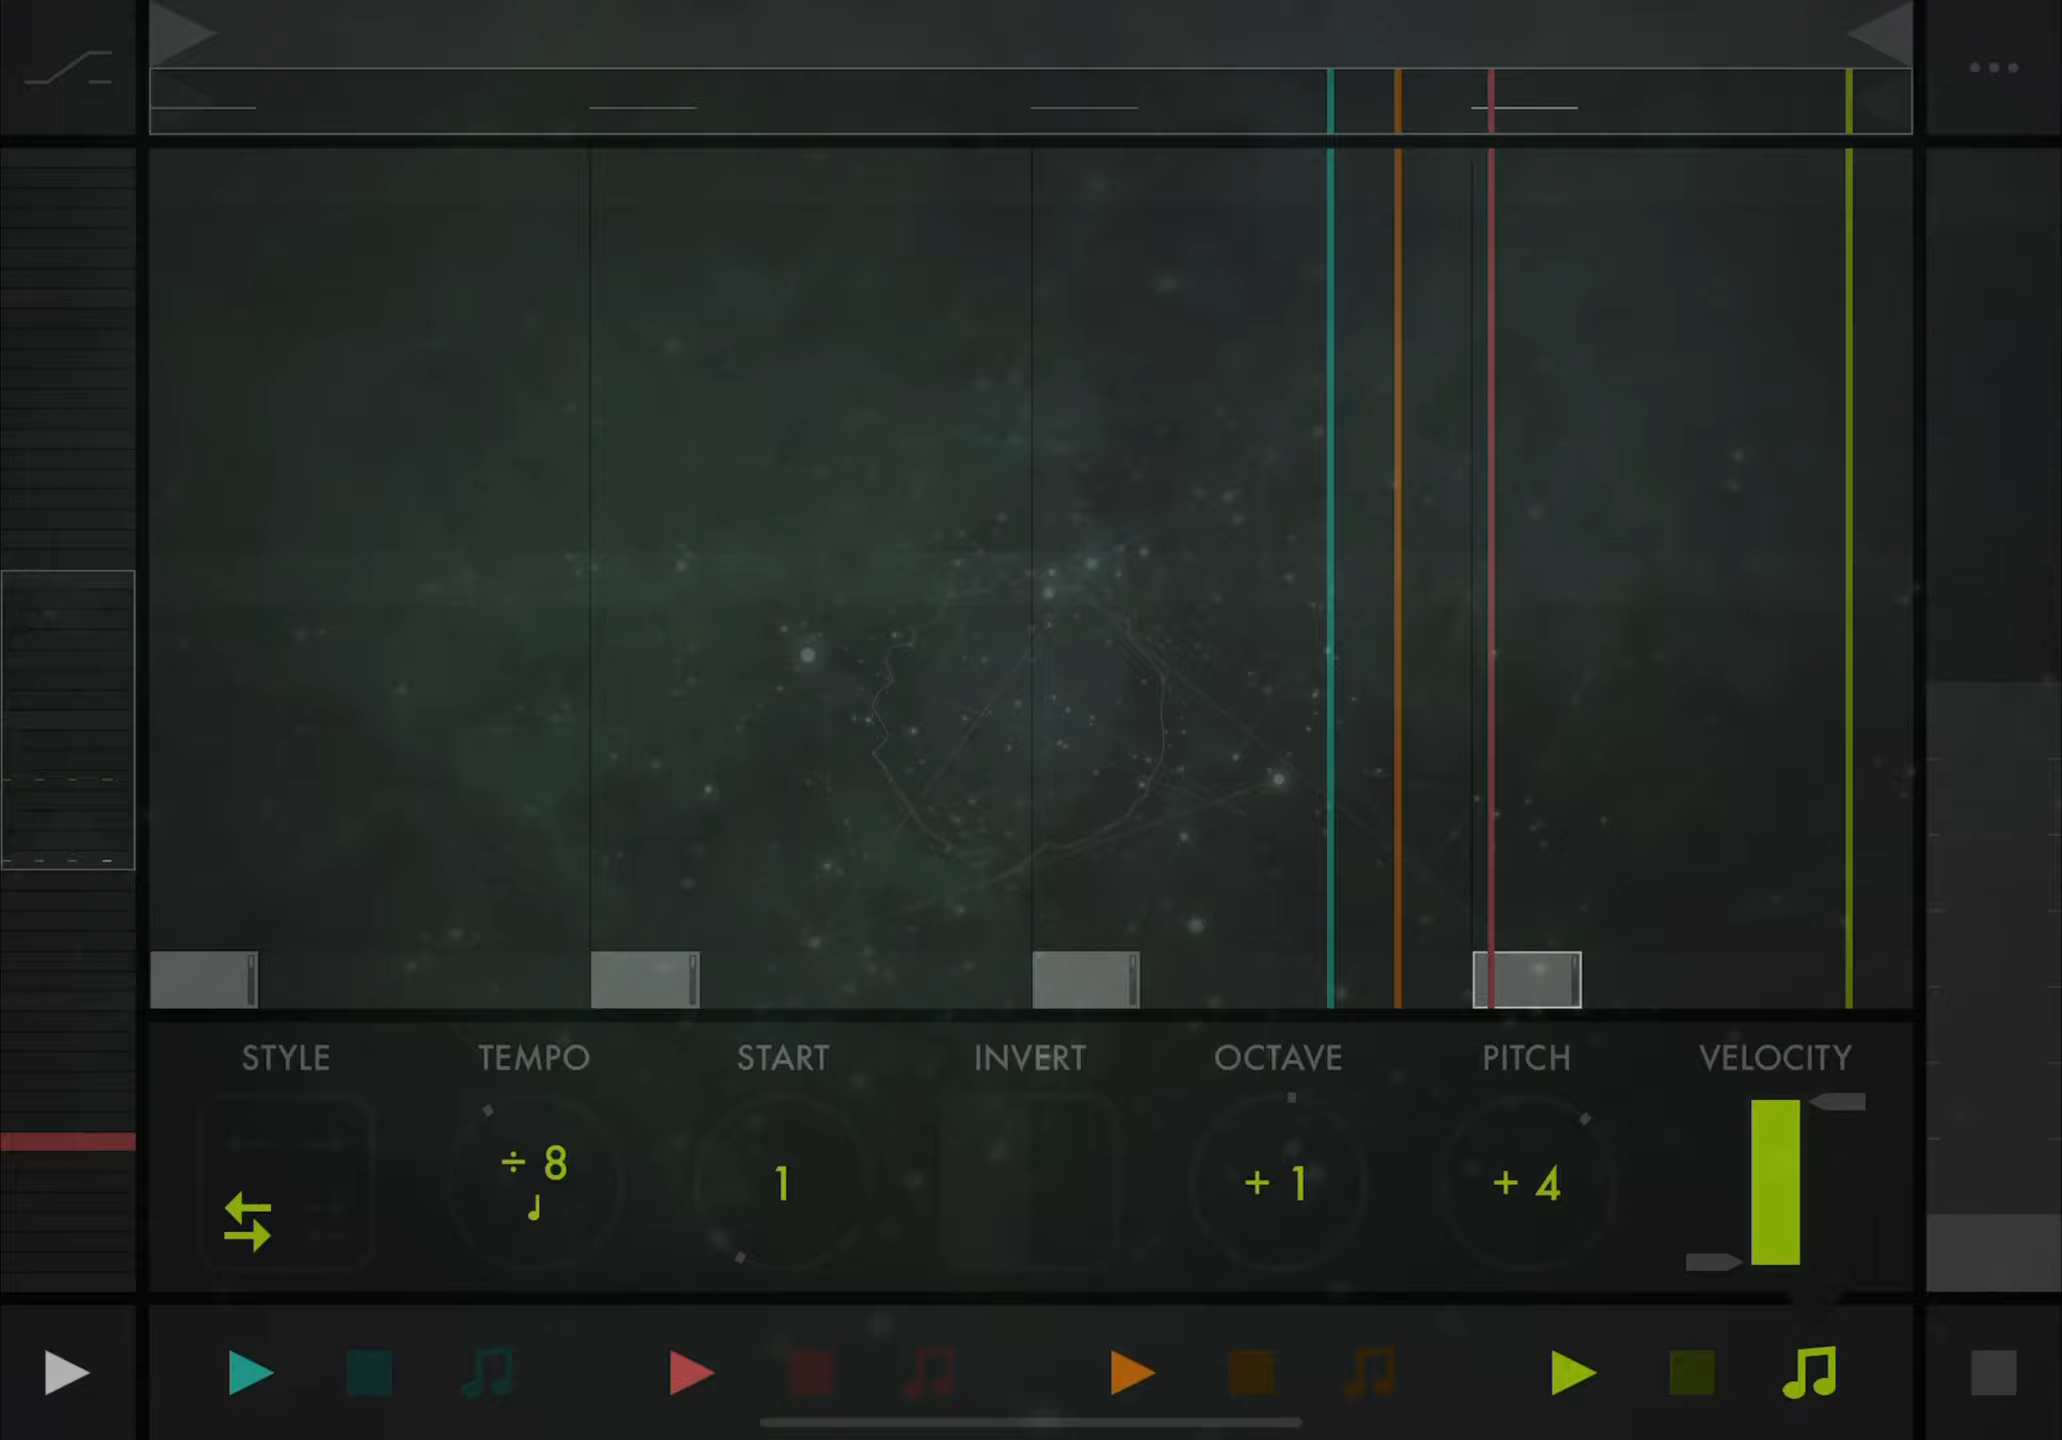 STYLE TEMPO START INVERT OCTAVE PITCH VELOCITY
÷ 8 1 + 1 + 4